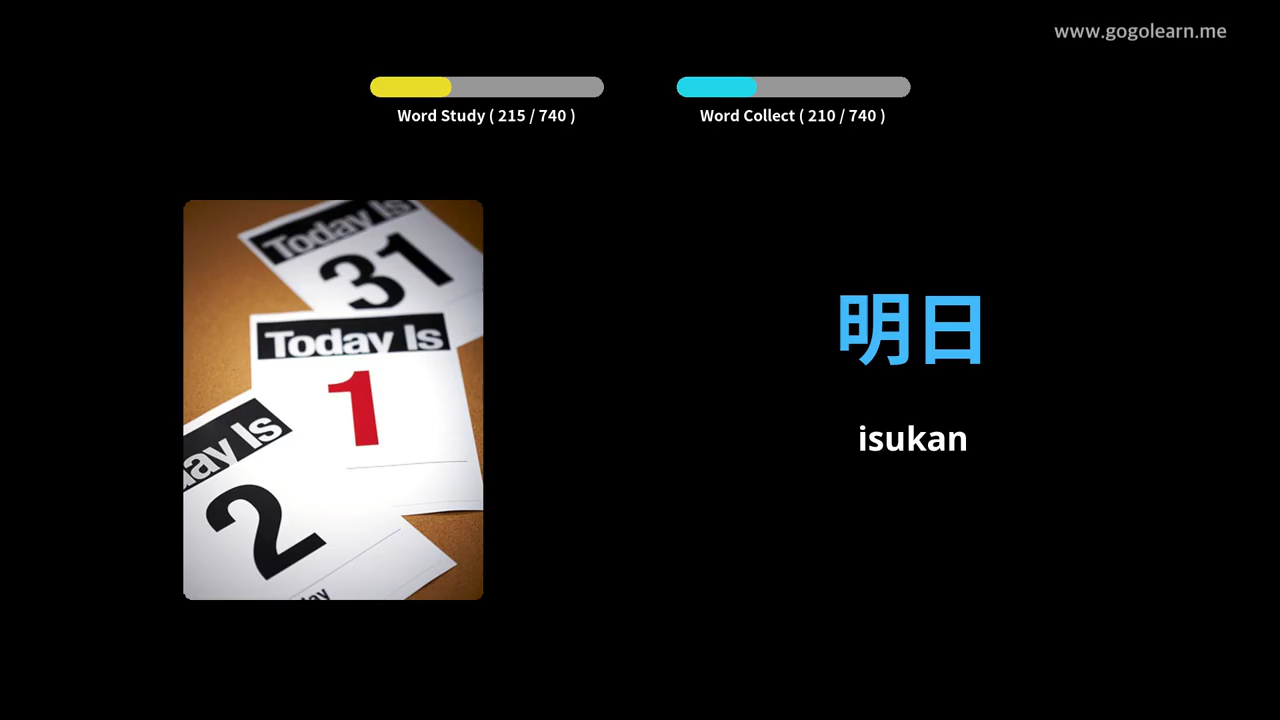 www.gogolearn.me
Word Study ( 215 / 740 )
Word Collect ( 210 / 740 )
Today Is
31
Today Is
1
ay Is
2
明日
isukan